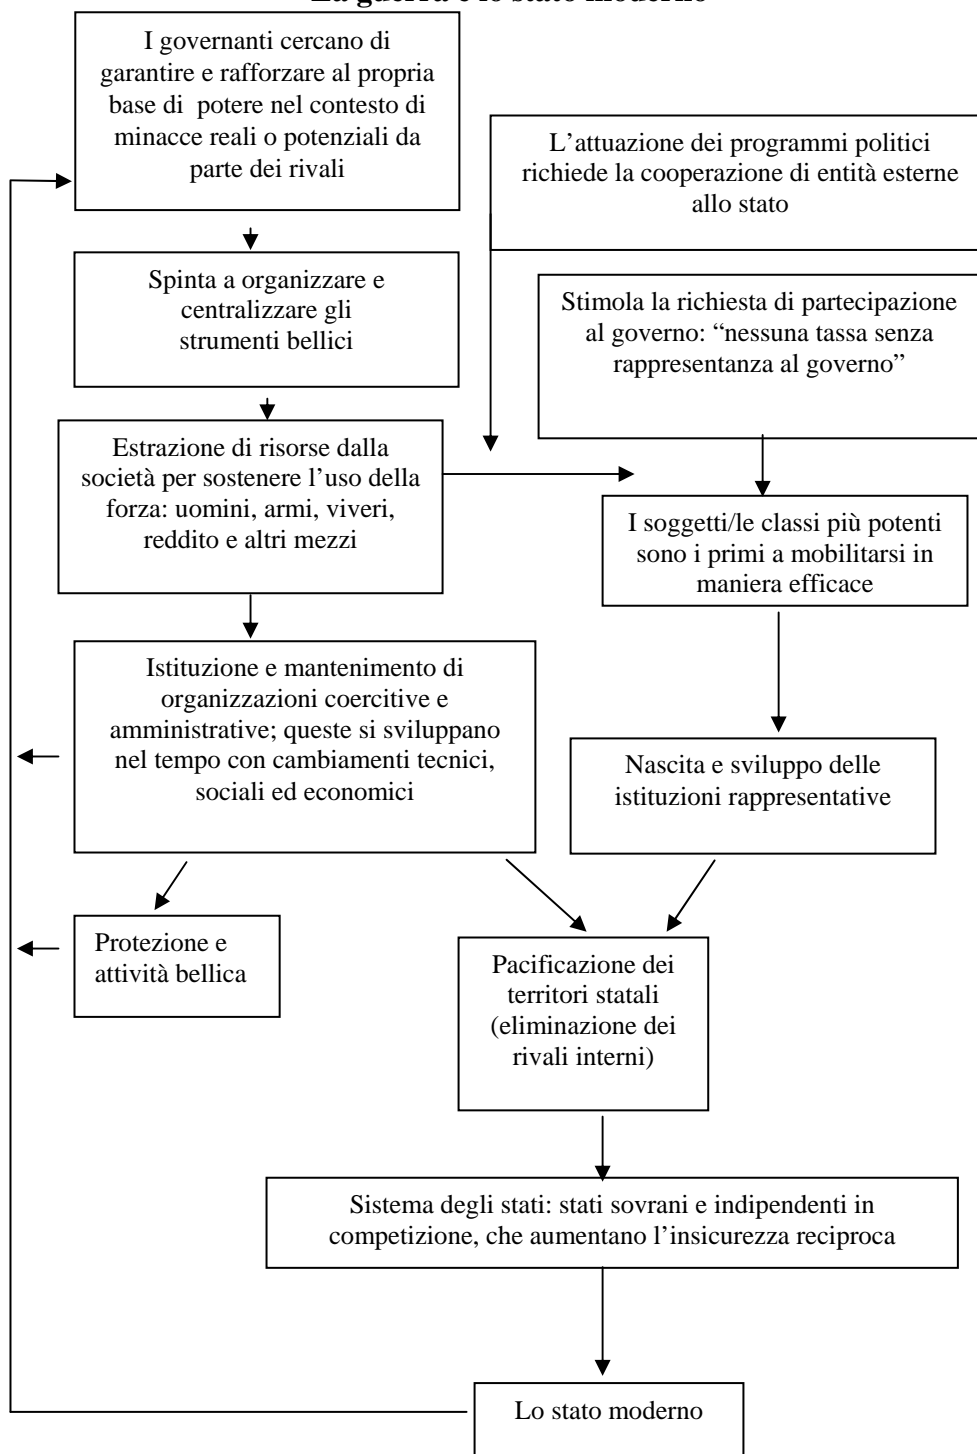 La guerra e lo stato moderno
I governanti cercano di
garantire e rafforzare al propria
base di potere nel contesto di
minacce reali o potenziali da
parte dei rivali
L’attuazione dei programmi politici
richiede la cooperazione di entità esterne
allo stato
Spinta a organizzare e
centralizzare gli
strumenti bellici
Stimola la richiesta di partecipazione
al governo: “nessuna tassa senza
rappresentanza al governo”
Estrazione di risorse dalla
società per sostenere l’uso della
forza: uomini, armi, viveri,
reddito e altri mezzi
I soggetti/le classi più potenti
sono i primi a mobilitarsi in
maniera efficace
Istituzione e mantenimento di
organizzazioni coercitive e
amministrative; queste si sviluppano
nel tempo con cambiamenti tecnici,
sociali ed economici
Nascita e sviluppo delle
istituzioni rappresentative
Protezione e
attività bellica
Pacificazione dei
territori statali
(eliminazione dei
rivali interni)
Sistema degli stati: stati sovrani e indipendenti in
competizione, che aumentano l’insicurezza reciproca
Lo stato moderno